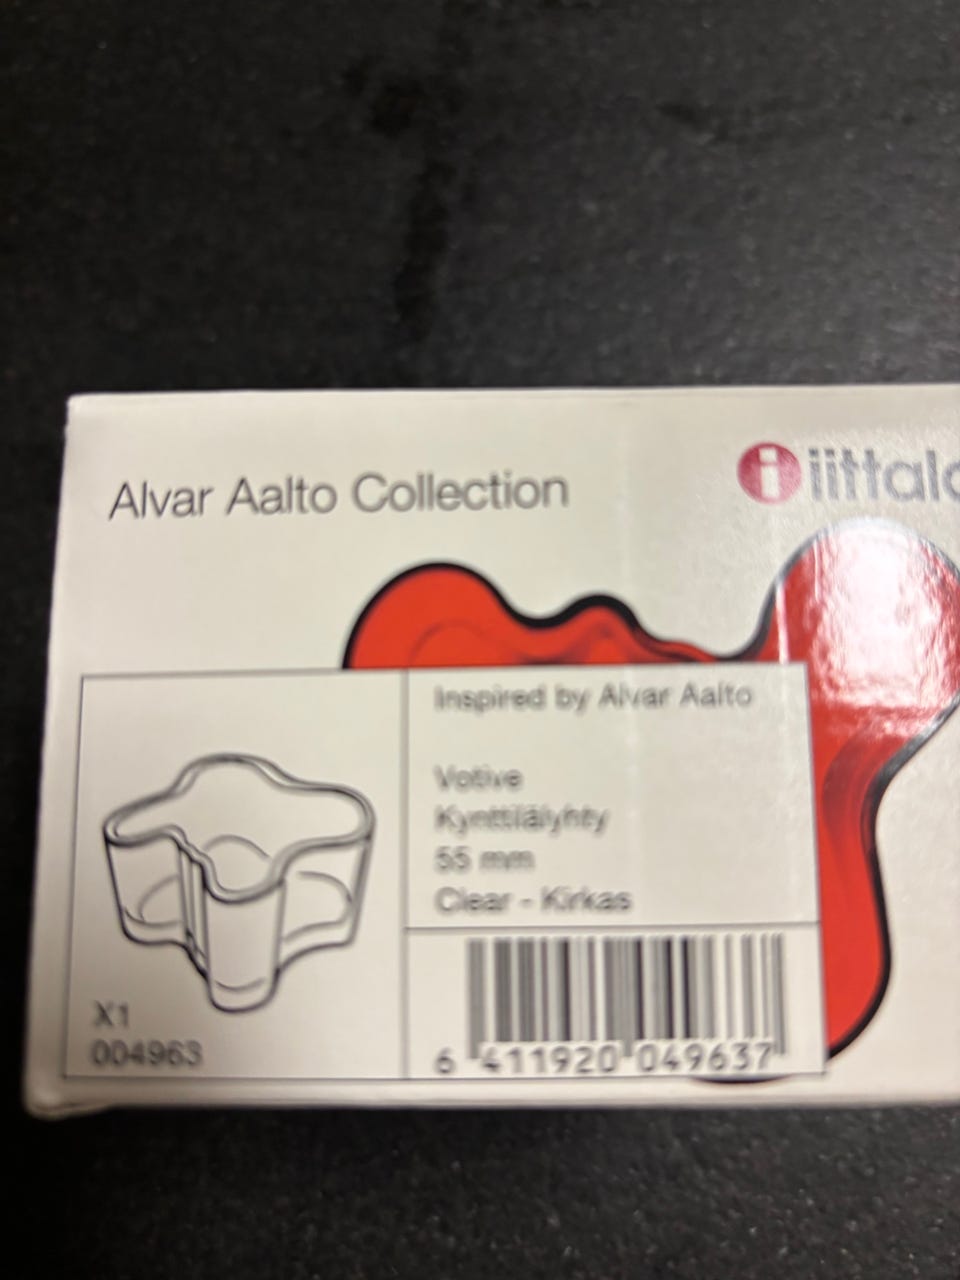 Alvar Aalto Collection
i iittala
Inspired by Alvar Aalto
Votive
Kynttilälyhty
55 mm
Clear - Kirkas
X1
004963
6 411920 049637